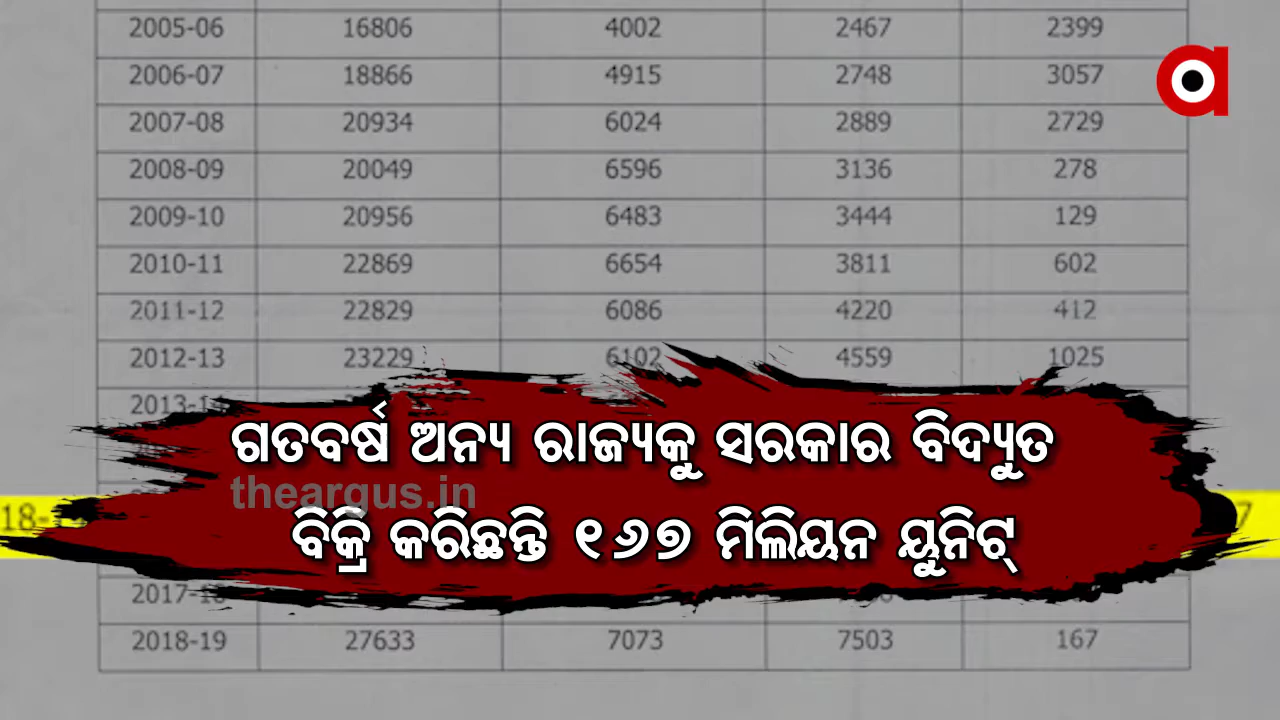 2005-06 16806 4002 2467 2399
2006-07 18866 4915 2748 3057
2007-08 20934 6024 2889 2729
2008-09 20049 6596 3136 278
2009-10 20956 6483 3444 129
2010-11 22869 6654 3811 602
2011-12 22829 6086 4220 412
2012-13 23229 6102 4559 1025
ଗତବର୍ଷ ଅନ୍ୟ ରାଜ୍ୟକୁ ସରକାର ବିଦ୍ୟୁତ
theargus.in
ବିକ୍ରି କରିଛନ୍ତି ୧୬୭ ମିଲିୟନ ୟୁନିଟ୍
2018-19 27633 7073 7503 167